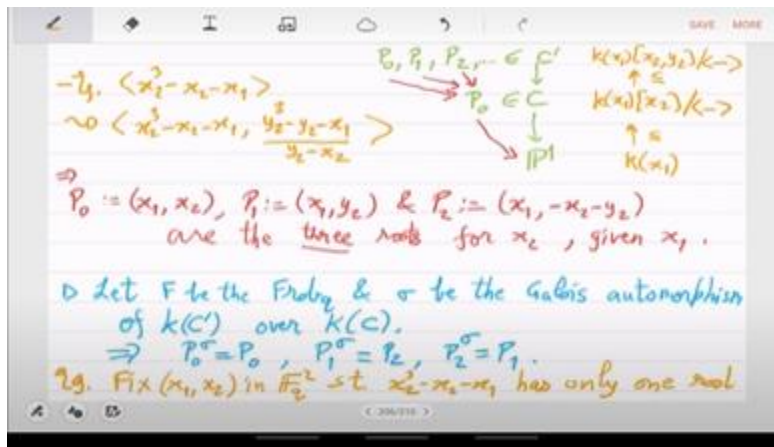 SAVE MORE
P₀, P₁, P₂, ... ∈ C'
k(x₁)[x₂,y₂]/<->
-Eg. <x₂³-x₂-x₁>
↓
↑ ≤
P₀ ∈ C
k(x₁)[x₂]/<->
~> <x₂³-x₂-x₁, (y₂³-y₂-x₁)/(y₂-x₂)>
↓
↑ ≤
P¹
k(x₁)
⇒
P₀ := (x₁, x₂), P₁ := (x₁, y₂) & P₂ := (x₁, -x₂-y₂)
are the three roots for x₂, given x₁.
▷ Let F be the Frobq & σ be the Galois automorphism
of k(C') over k(C).
⇒ P₀^σ = P₀, P₁^σ = P₂, P₂^σ = P₁.
Eg. Fix (x₁, x₂) in F_q² st. x₂³-x₂-x₁ has only one root